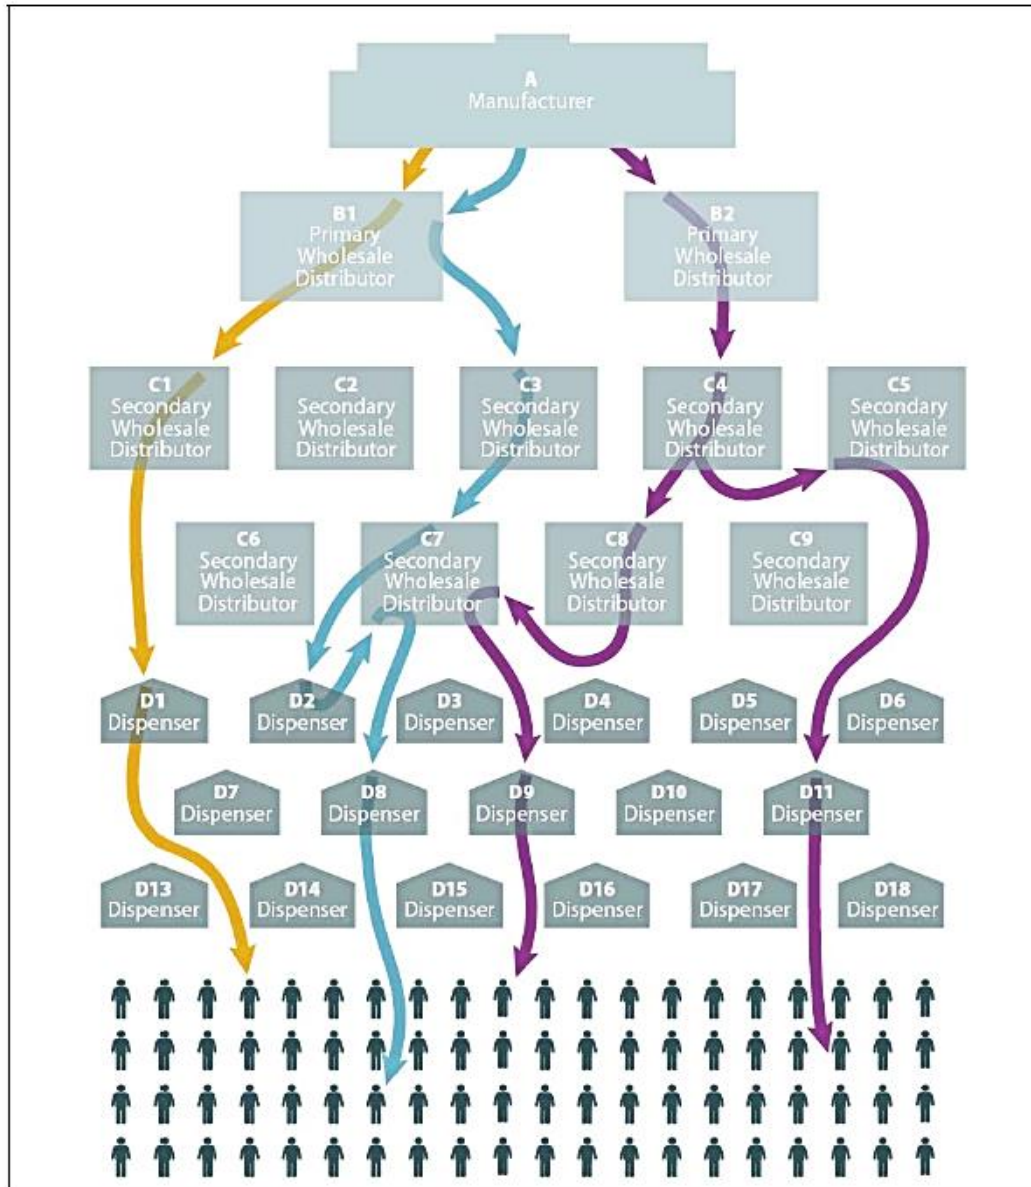 A
Manufacturer
B1
Primary
Wholesale
Distributor
B2
Primary
Wholesale
Distributor
C1
Secondary
Wholesale
Distributor
C2
Secondary
Wholesale
Distributor
C3
Secondary
Wholesale
Distributor
C4
Secondary
Wholesale
Distributor
C5
Secondary
Wholesale
Distributor
C6
Secondary
Wholesale
Distributor
C7
Secondary
Wholesale
Distributor
C8
Secondary
Wholesale
Distributor
C9
Secondary
Wholesale
Distributor
D1
Dispenser
D2
Dispenser
D3
Dispenser
D4
Dispenser
D5
Dispenser
D6
Dispenser
D7
Dispenser
D8
Dispenser
D9
Dispenser
D10
Dispenser
D11
Dispenser
D13
Dispenser
D14
Dispenser
D15
Dispenser
D16
Dispenser
D17
Dispenser
D18
Dispenser